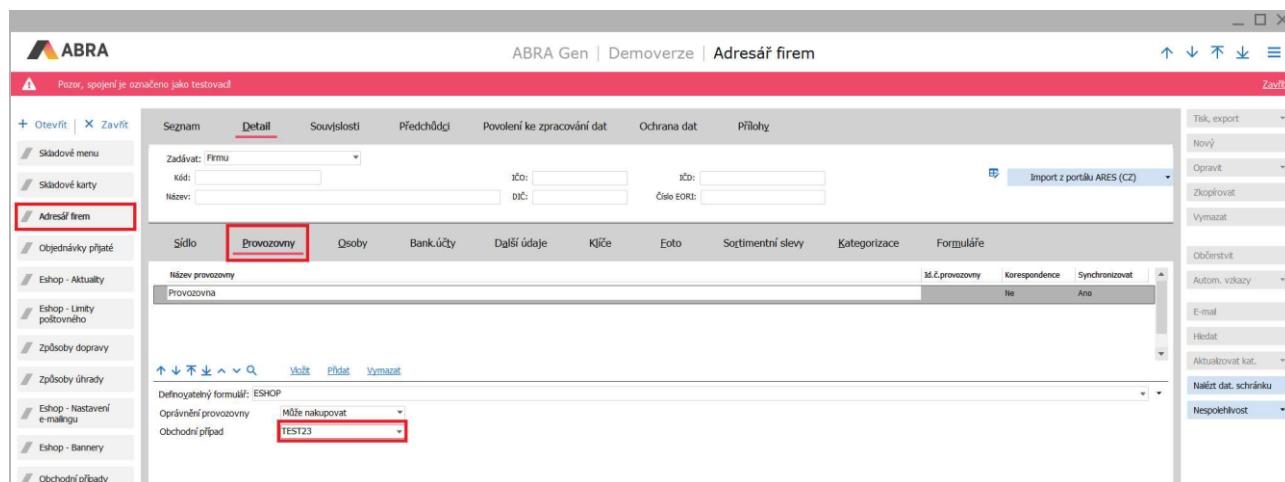 ABRA
ABRA Gen | Demoverze | Adresář firem
Pozor, spojení je označeno jako testovací!
Zavřít
+ Otevřít | X Zavřít
Skladové menu
Skladové karty
Adresář firem
Objednávky přijaté
Eshop - Aktuality
Eshop - Limity
poštovného
Způsoby dopravy
Způsoby úhrady
Eshop - Nastavení
e-mailingu
Eshop - Bannery
Obchodní případy
Seznam Detail Souvislosti Předchůdci Povolení ke zpracování dat Ochrana dat Přílohy
Zadávat: Firmu
Kód: IČO: IČD: Import z portálu ARES (CZ)
Název: DIČ: Číslo EORI:
Sídlo Provozovny Osoby Bank.účty Další údaje Klíče Foto Sortimentní slevy Kategorizace Formuláře
Název provozovny Id.č.provozovny Korespondence Synchronizovat
Provozovna Ne Ano
Vložit Přidat Vymazat
Definovatelný formulář: ESHOP
Oprávnění provozovny Může nakupovat
Obchodní případ TEST23
Tisk, export
Nový
Opravit
Zkopírovat
Vymazat
Občerstvit
Autom. vzkazy
E-mail
Hledat
Aktualizovat kat.
Nalézt dat. schránku
Nespolehlivost